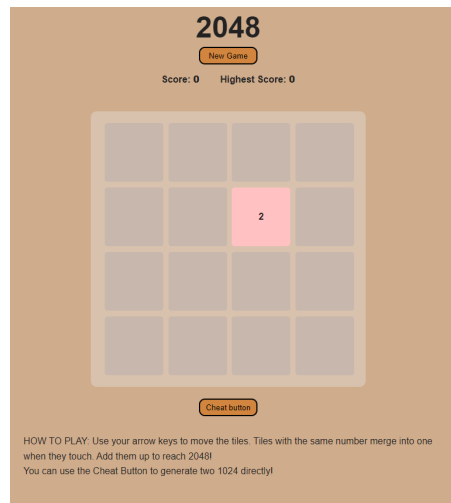 2048
New Game
Score: 0 Highest Score: 0
2
Cheat button
HOW TO PLAY: Use your arrow keys to move the tiles. Tiles with the same number merge into one
when they touch. Add them up to reach 2048!
You can use the Cheat Button to generate two 1024 directly!